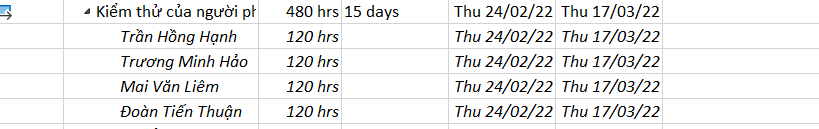 Kiểm thử của người 480 hrs 15 days Thu 24/02/22 Thu 17/03/22
Trần Hồng Hạnh 120 hrs Thu 24/02/22 Thu 17/03/22
Trương Minh Hảo 120 hrs Thu 24/02/22 Thu 17/03/22
Mai Văn Liêm 120 hrs Thu 24/02/22 Thu 17/03/22
Đoàn Tiến Thuận 120 hrs Thu 24/02/22 Thu 17/03/22